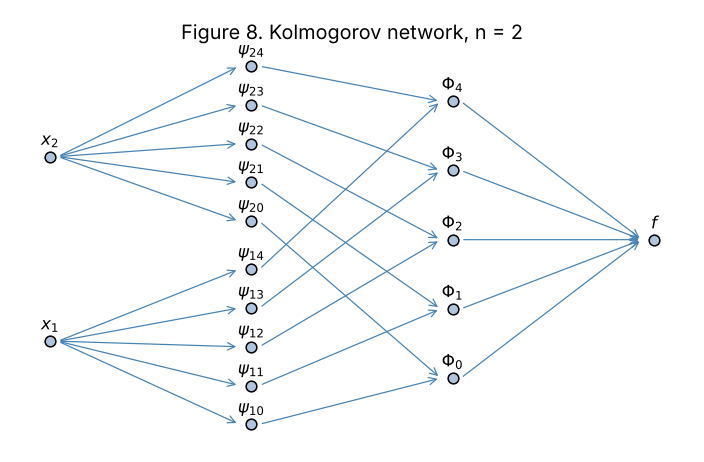 Figure 8. Kolmogorov network, n = 2
ψ₂₄
ψ₂₃
ψ₂₂
ψ₂₁
ψ₂₀
ψ₁₄
ψ₁₃
ψ₁₂
ψ₁₁
ψ₁₀
x₂
x₁
Φ₄
Φ₃
Φ₂
Φ₁
Φ₀
f